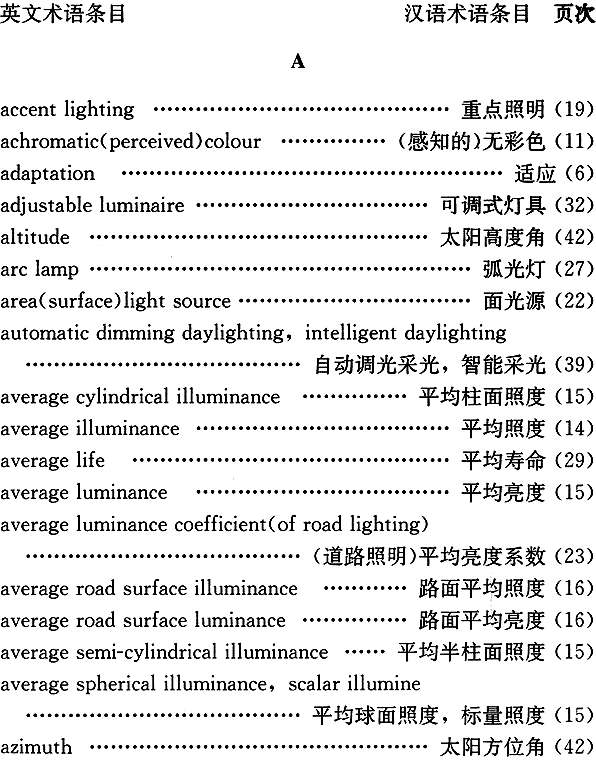 英文术语条目 汉语术语条目 页次
A
accent lighting ………………………………… 重点照明 (19)
achromatic(perceived)colour …………… (感知的)无彩色 (11)
adaptation ………………………………………… 适应 (6)
adjustable luminaire ………………………… 可调式灯具 (32)
altitude …………………………………… 太阳高度角 (42)
arc lamp ………………………………………… 弧光灯 (27)
area(surface)light source ………………………… 面光源 (22)
automatic dimming daylighting, intelligent daylighting
……………………………… 自动调光采光,智能采光 (39)
average cylindrical illuminance ………… 平均柱面照度 (15)
average illuminance ………………………… 平均照度 (14)
average life ………………………………… 平均寿命 (29)
average luminance …………………………… 平均亮度 (15)
average luminance coefficient(of road lighting)
……………………………… (道路照明)平均亮度系数 (23)
average road surface illuminance ………… 路面平均照度 (16)
average road surface luminance …………… 路面平均亮度 (16)
average semi-cylindrical illuminance …… 平均半柱面照度 (15)
average spherical illuminance, scalar illumine
……………………………… 平均球面照度,标量照度 (15)
azimuth …………………………………… 太阳方位角 (42)